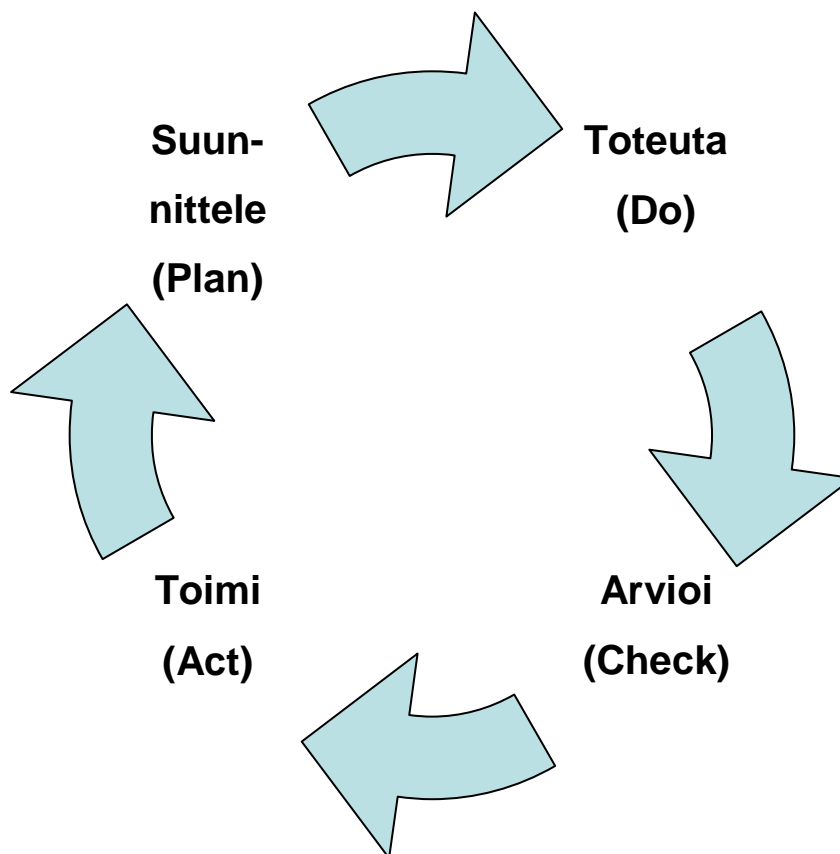 Suun-
nittele
(Plan)
Toteuta
(Do)
Arvioi
(Check)
Toimi
(Act)